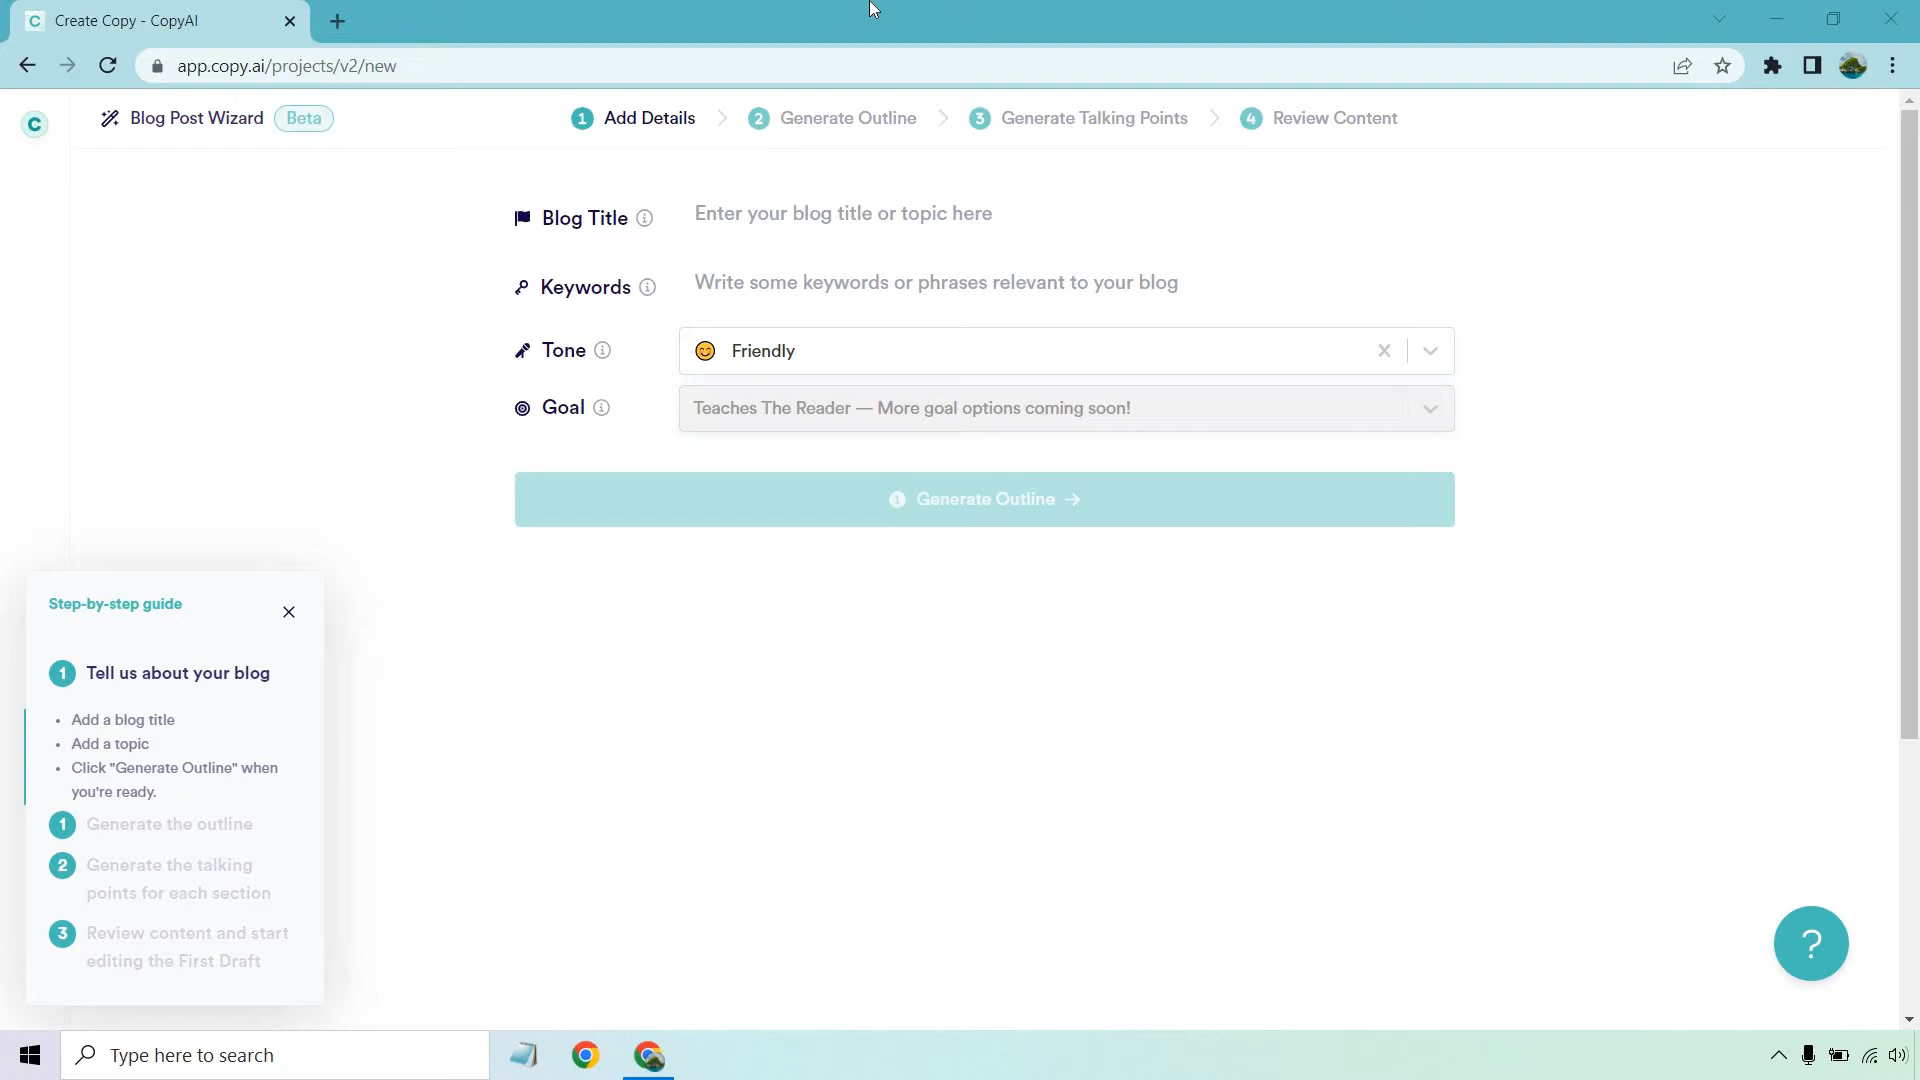 C Create Copy - CopyAI
app.copy.ai/projects/v2/new
C
Blog Post Wizard Beta
1 Add Details
2 Generate Outline
3 Generate Talking Points
4 Review Content
Blog Title
Enter your blog title or topic here
Keywords
Write some keywords or phrases relevant to your blog
Tone
Friendly
Goal
Teaches The Reader — More goal options coming soon!
Generate Outline →
Step-by-step guide
1 Tell us about your blog
• Add a blog title
• Add a topic
• Click "Generate Outline" when
you're ready.
1 Generate the outline
2 Generate the talking
points for each section
3 Review content and start
editing the First Draft
?
Type here to search